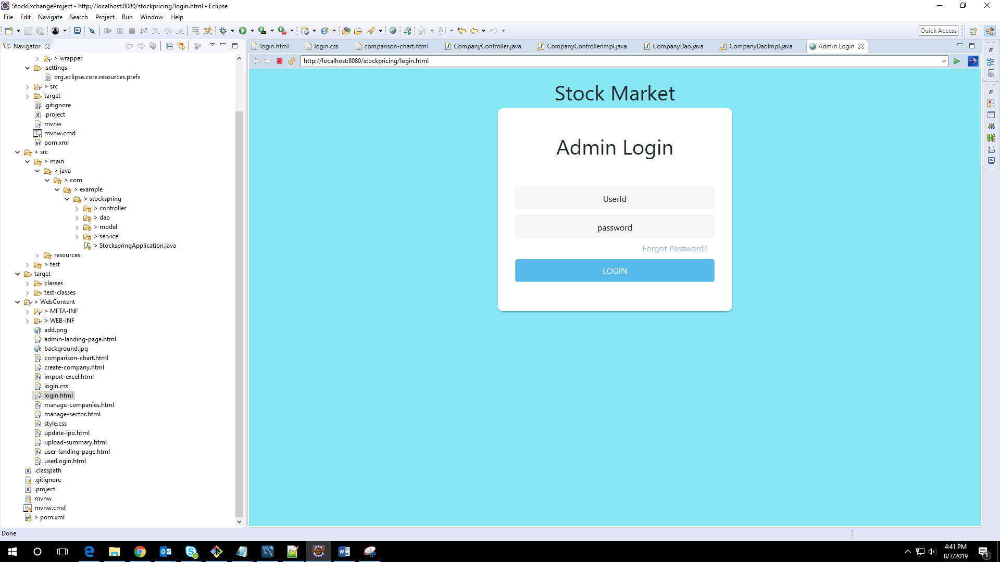 StockExchangeProject - http://localhost:8080/stockpricing/login.html - Eclipse
File Edit Navigate Search Project Run Window Help
Quick Access
Navigator
login.html login.css comparison-chart.html CompanyController.java CompanyControllerImpl.java CompanyDao.java CompanyDaoImpl.java Admin Login
http://localhost:8080/stockpricing/login.html
> wrapper
.settings
org.eclipse.core.resources.prefs
> src
target
.gitignore
.project
mvnw
mvnw.cmd
pom.xml
> src
> main
> java
> com
> example
> stockspring
> controller
> dao
> model
> service
> StockspringApplication.java
resources
> test
target
classes
test-classes
> WebContent
> META-INF
> WEB-INF
add.png
admin-landing-page.html
background.jpg
comparison-chart.html
create-company.html
import-excel.html
login.css
login.html
manage-companies.html
manage-sector.html
style.css
update-ipo.html
upload-summary.html
user-landing-page.html
userLogin.html
.classpath
.gitignore
.project
mvnw
mvnw.cmd
> pom.xml
Stock Market
Admin Login
UserId
password
Forgot Password?
LOGIN
Done
4:41 PM
8/7/2019
1